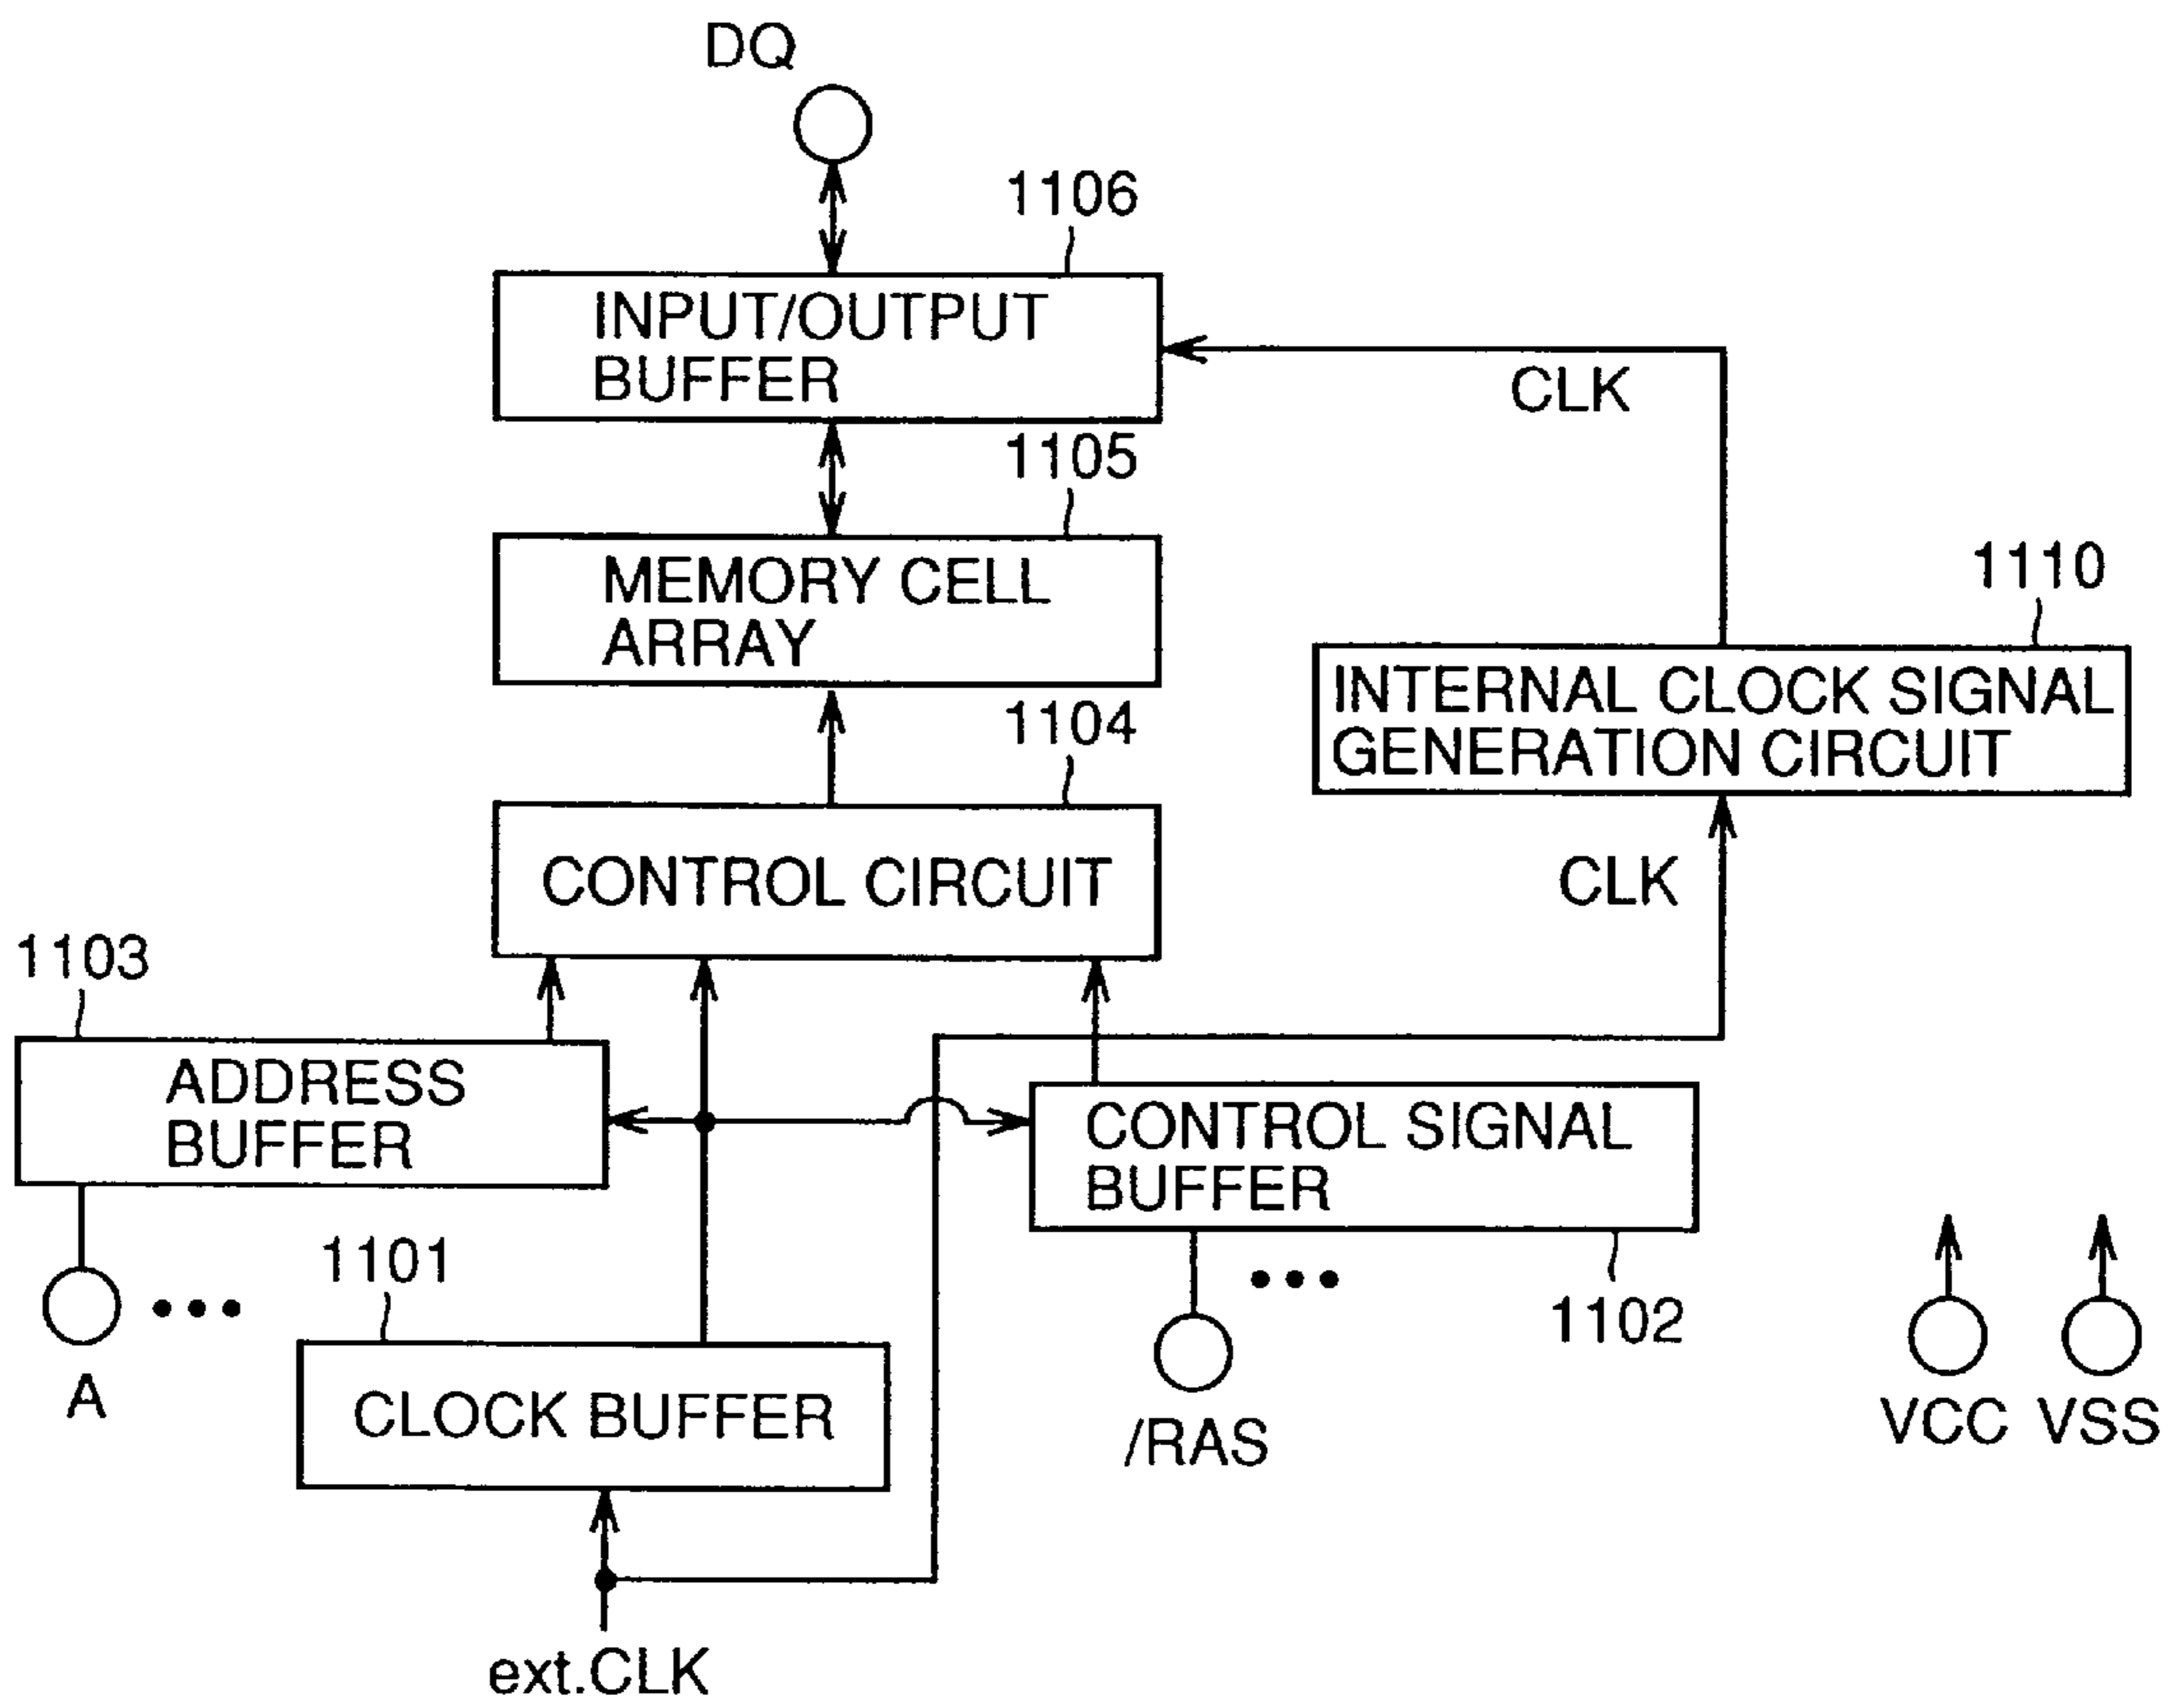 DQ
1106
INPUT/OUTPUT
BUFFER
CLK
1105
MEMORY CELL
ARRAY
1110
INTERNAL CLOCK SIGNAL
GENERATION CIRCUIT
1104
CONTROL CIRCUIT
CLK
1103
ADDRESS
BUFFER
CONTROL SIGNAL
BUFFER
1101
1102
A
CLOCK BUFFER
/RAS
VCC
VSS
ext.CLK